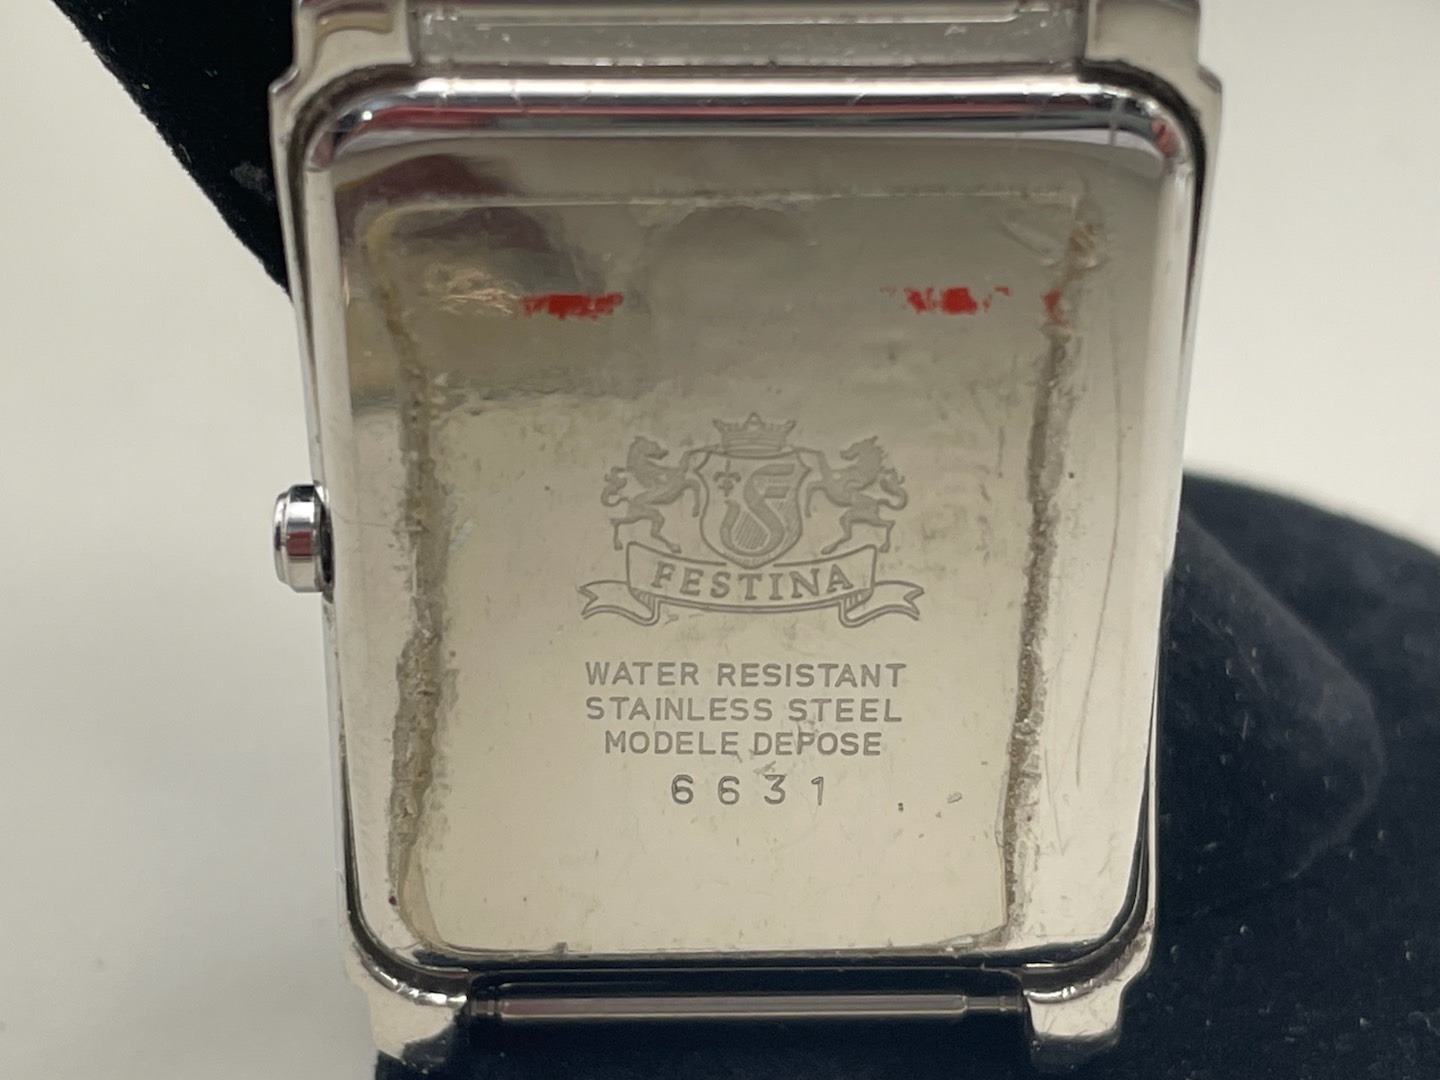 FESTINA
WATER RESISTANT
STAINLESS STEEL
MODELE DEPOSE
6631